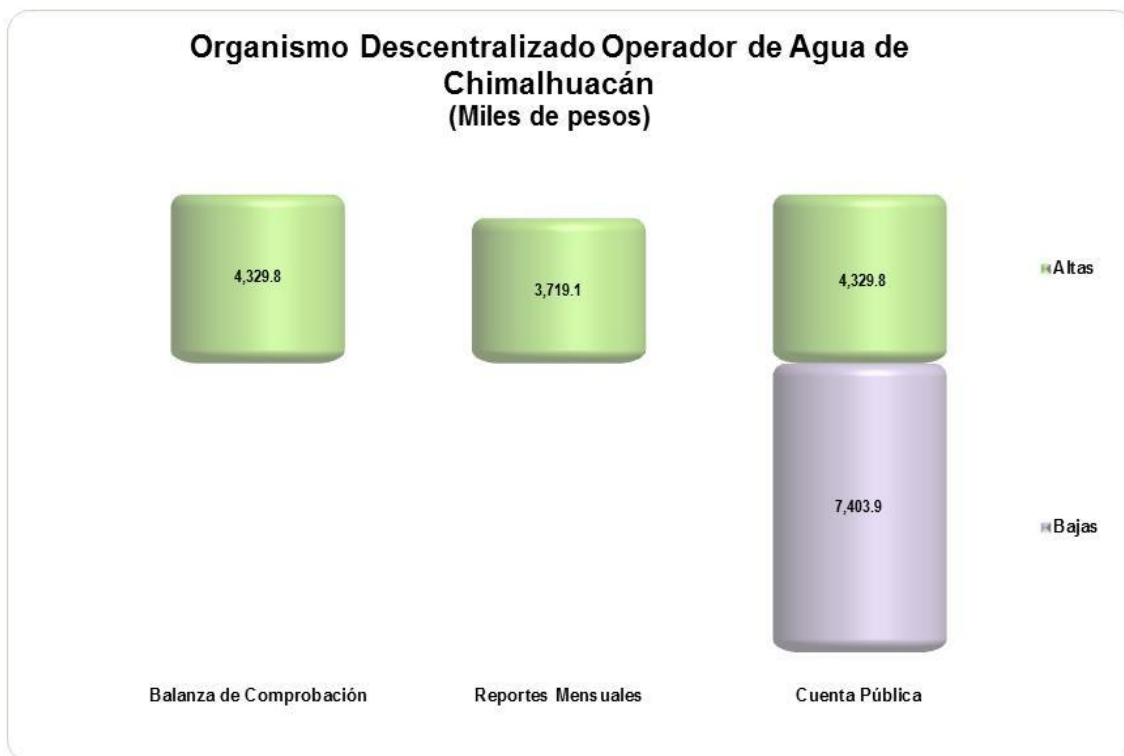 Organismo Descentralizado Operador de Agua de
Chimalhuacán
(Miles de pesos)
4,329.8
3,719.1
4,329.8
Altas
7,403.9
Bajas
Balanza de Comprobación
Reportes Mensuales
Cuenta Pública